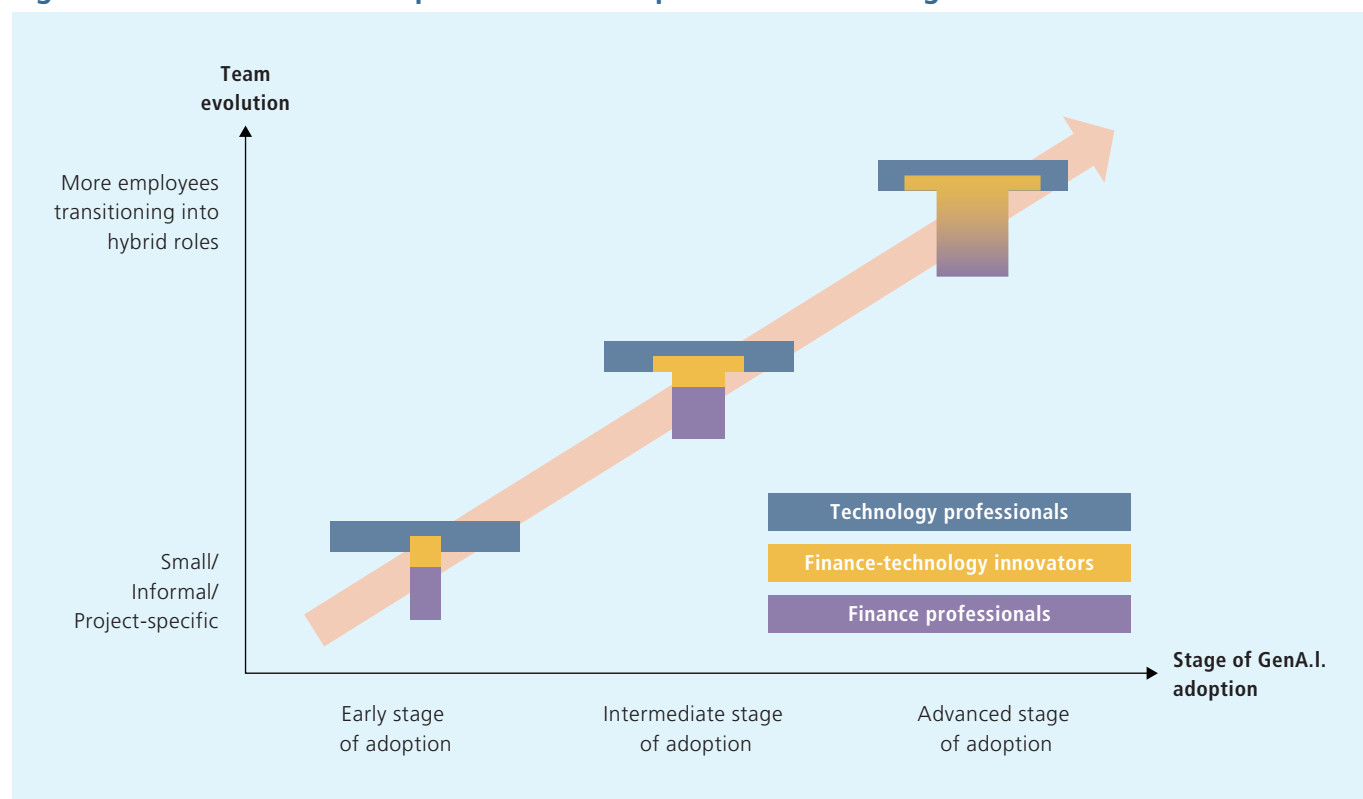 Team
evolution
More employees
transitioning into
hybrid roles
Small/
Informal/
Project-specific
Technology professionals
Finance-technology innovators
Finance professionals
Stage of GenA.I.
adoption
Early stage
of adoption
Intermediate stage
of adoption
Advanced stage
of adoption